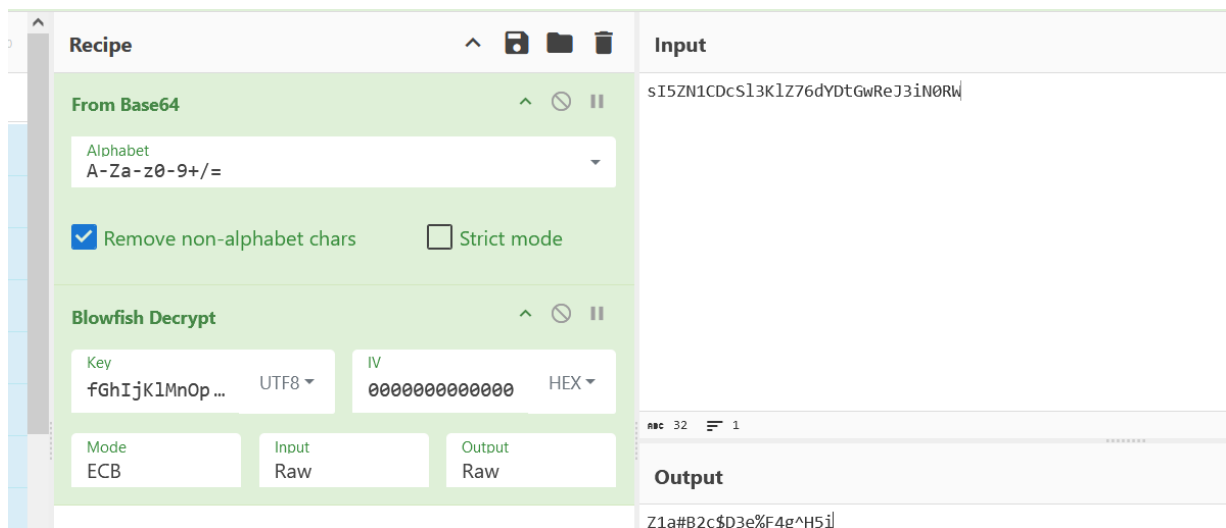 Recipe
From Base64
Alphabet
A-Za-z0-9+/=
Remove non-alphabet chars
Strict mode
Blowfish Decrypt
Key
fGhIjKlMnOp…
UTF8
IV
0000000000000
HEX
Mode
ECB
Input
Raw
Output
Raw
Input
sI5ZN1CDcSl3KlZ76dYDtGwReJ3iN0RW
ABC 32 1
Output
Z1a#B2c$D3e%F4g^H5i